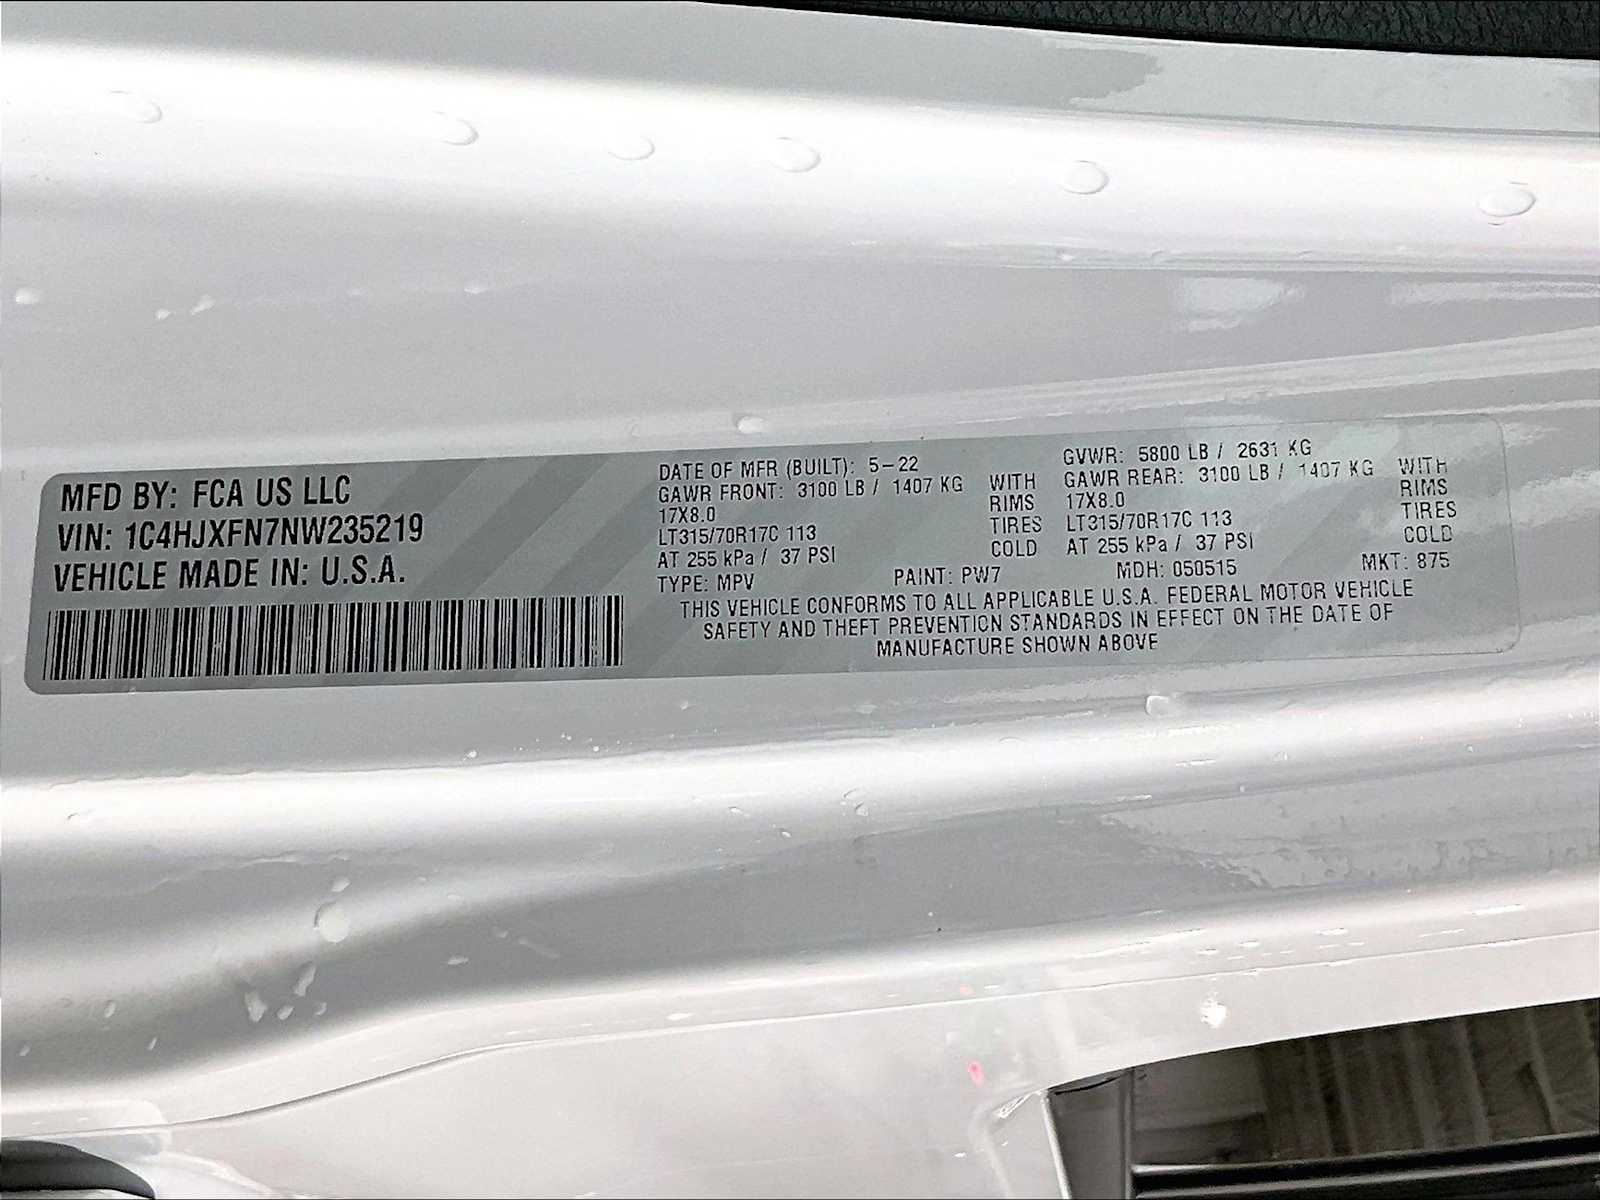 MFD BY: FCA US LLC
VIN: 1C4HJXFN7NW235219
VEHICLE MADE IN: U.S.A.
DATE OF MFR (BUILT): 5-22
GAWR FRONT: 3100 LB / 1407 KG WITH
17X8.0 RIMS
LT315/70R17C 113 TIRES
AT 255 kPa / 37 PSI COLD
GVWR: 5800 LB / 2631 KG
GAWR REAR: 3100 LB / 1407 KG WITH
17X8.0 RIMS
LT315/70R17C 113 TIRES
AT 255 kPa / 37 PSI COLD
TYPE: MPV PAINT: PW7 MDH: 050515 MKT: 875
THIS VEHICLE CONFORMS TO ALL APPLICABLE U.S.A. FEDERAL MOTOR VEHICLE
SAFETY AND THEFT PREVENTION STANDARDS IN EFFECT ON THE DATE OF
MANUFACTURE SHOWN ABOVE